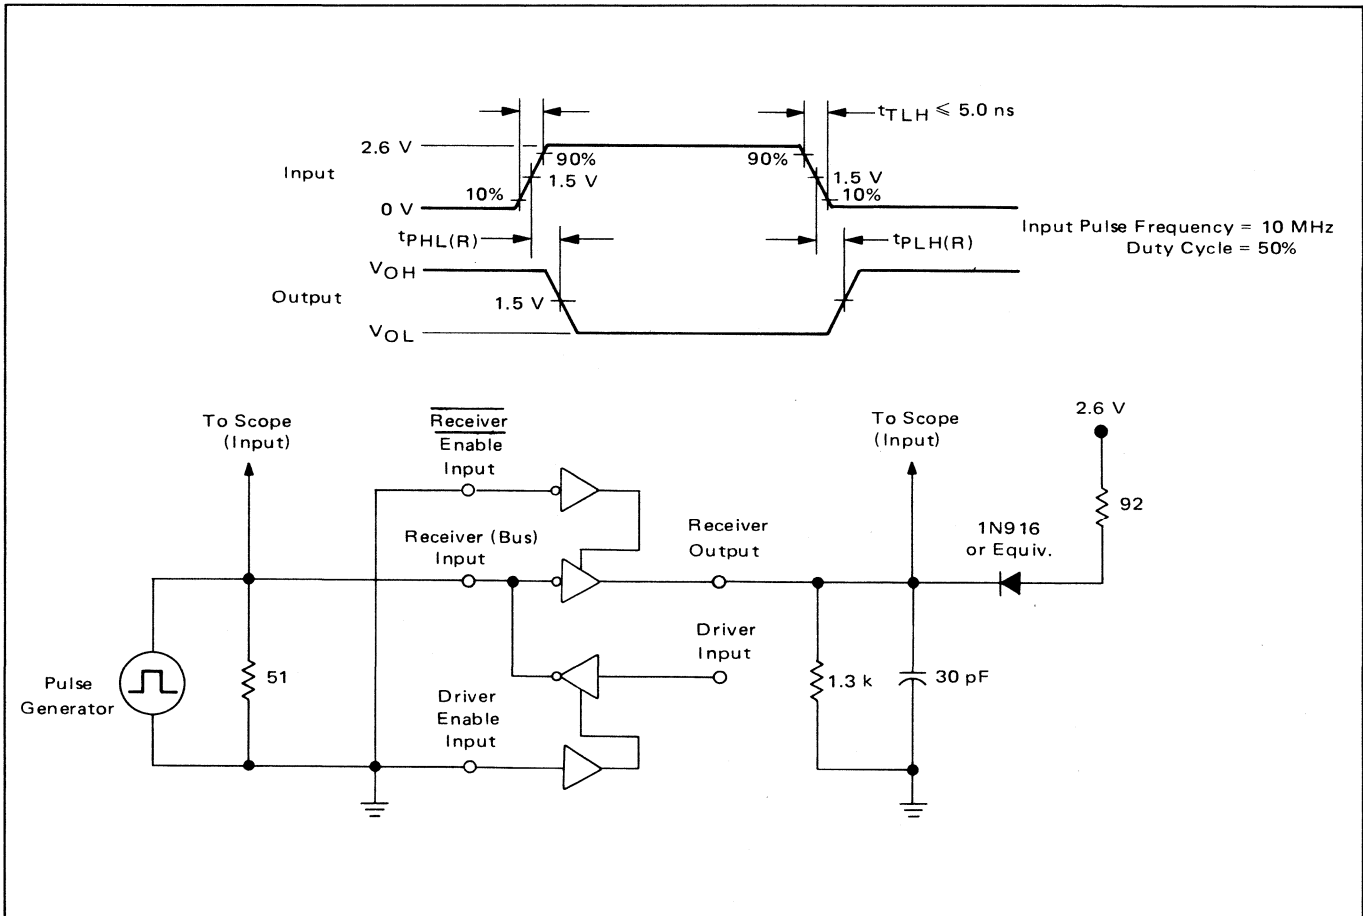 tTLH ≤ 5.0 ns
2.6 V
Input
90%
90%
1.5 V
1.5 V
10%
10%
0 V
Input Pulse Frequency = 10 MHz
Duty Cycle = 50%
tPHL(R)
tPLH(R)
VOH
Output
1.5 V
VOL
To Scope
(Input)
Receiver
Enable
Input
To Scope
(Input)
2.6 V
92
Receiver (Bus)
Input
Receiver
Output
1N916
or Equiv.
Driver
Input
Pulse
Generator
51
Driver
Enable
Input
1.3 k
30 pF